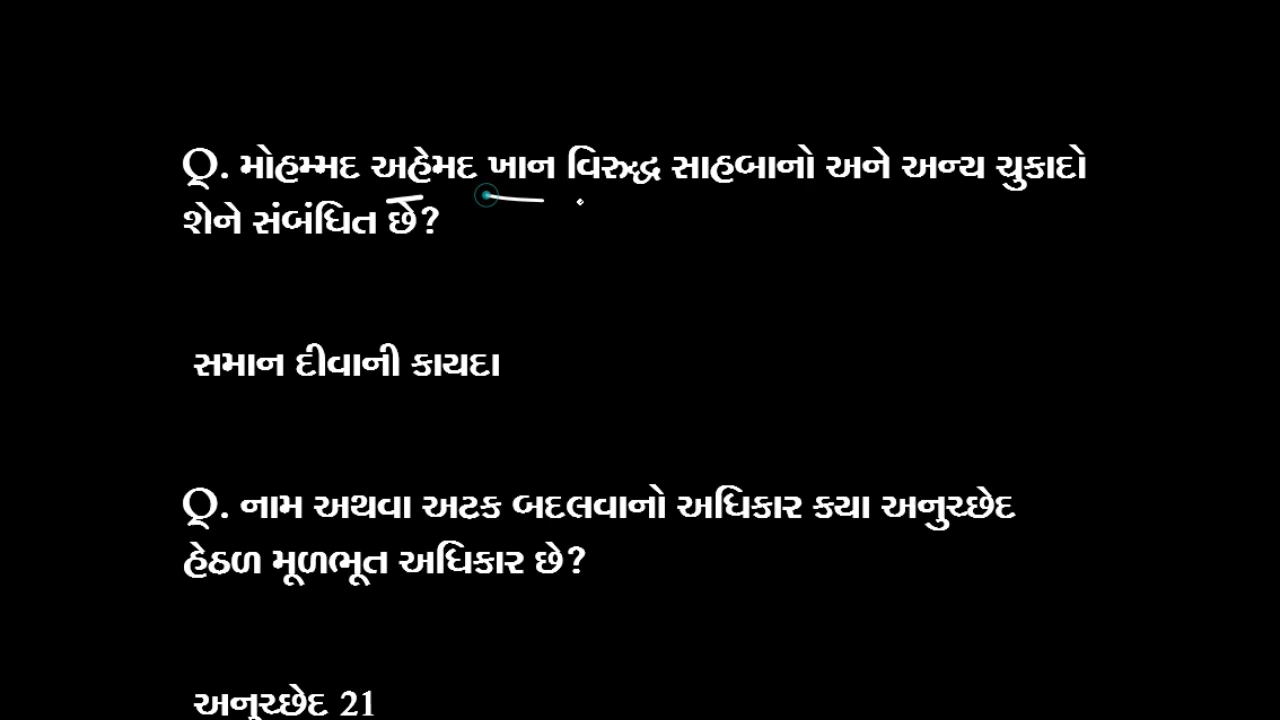 Q. મોહમ્મદ અહેમદ ખાન વિરુદ્ધ સાહબાનો અને અન્ય ચુકાદો
શેને સંબંધિત છે?
સમાન દીવાની કાયદા
Q. નામ અથવા અટક બદલવાનો અધિકાર ક્યા અનુચ્છેદ
હેઠળ મૂળભૂત અધિકાર છે?
અનુચ્છેદ 21